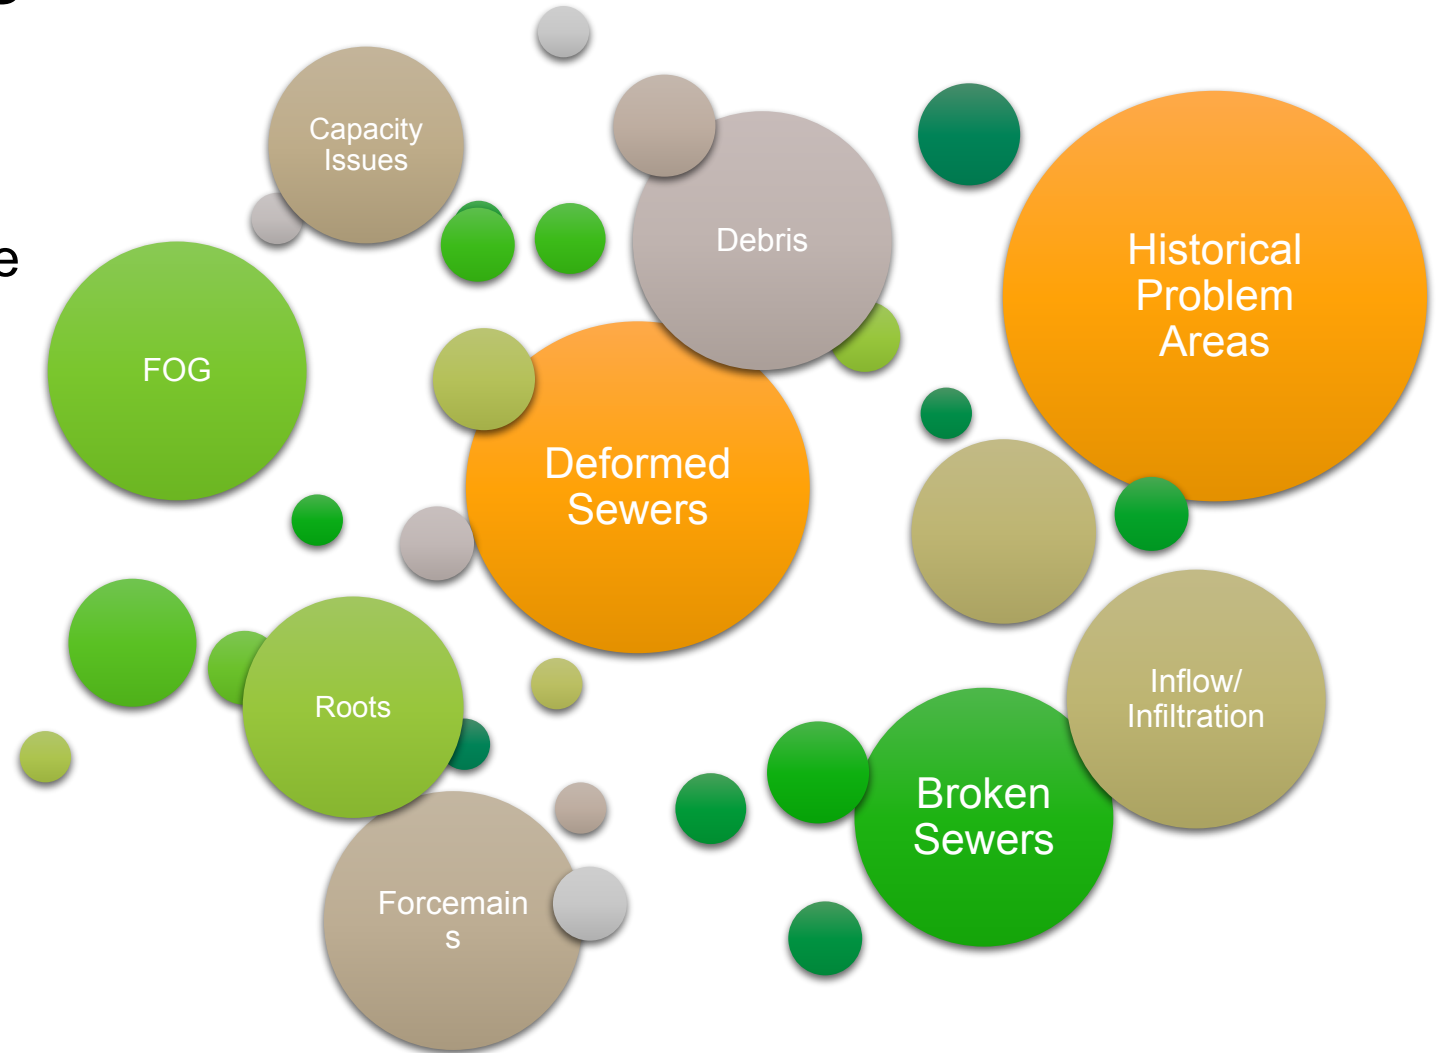 Capacity
Issues
Debris
Historical
Problem
Areas
e
FOG
Deformed
Sewers
Roots
Inflow/
Infiltration
Broken
Sewers
Forcemain
s